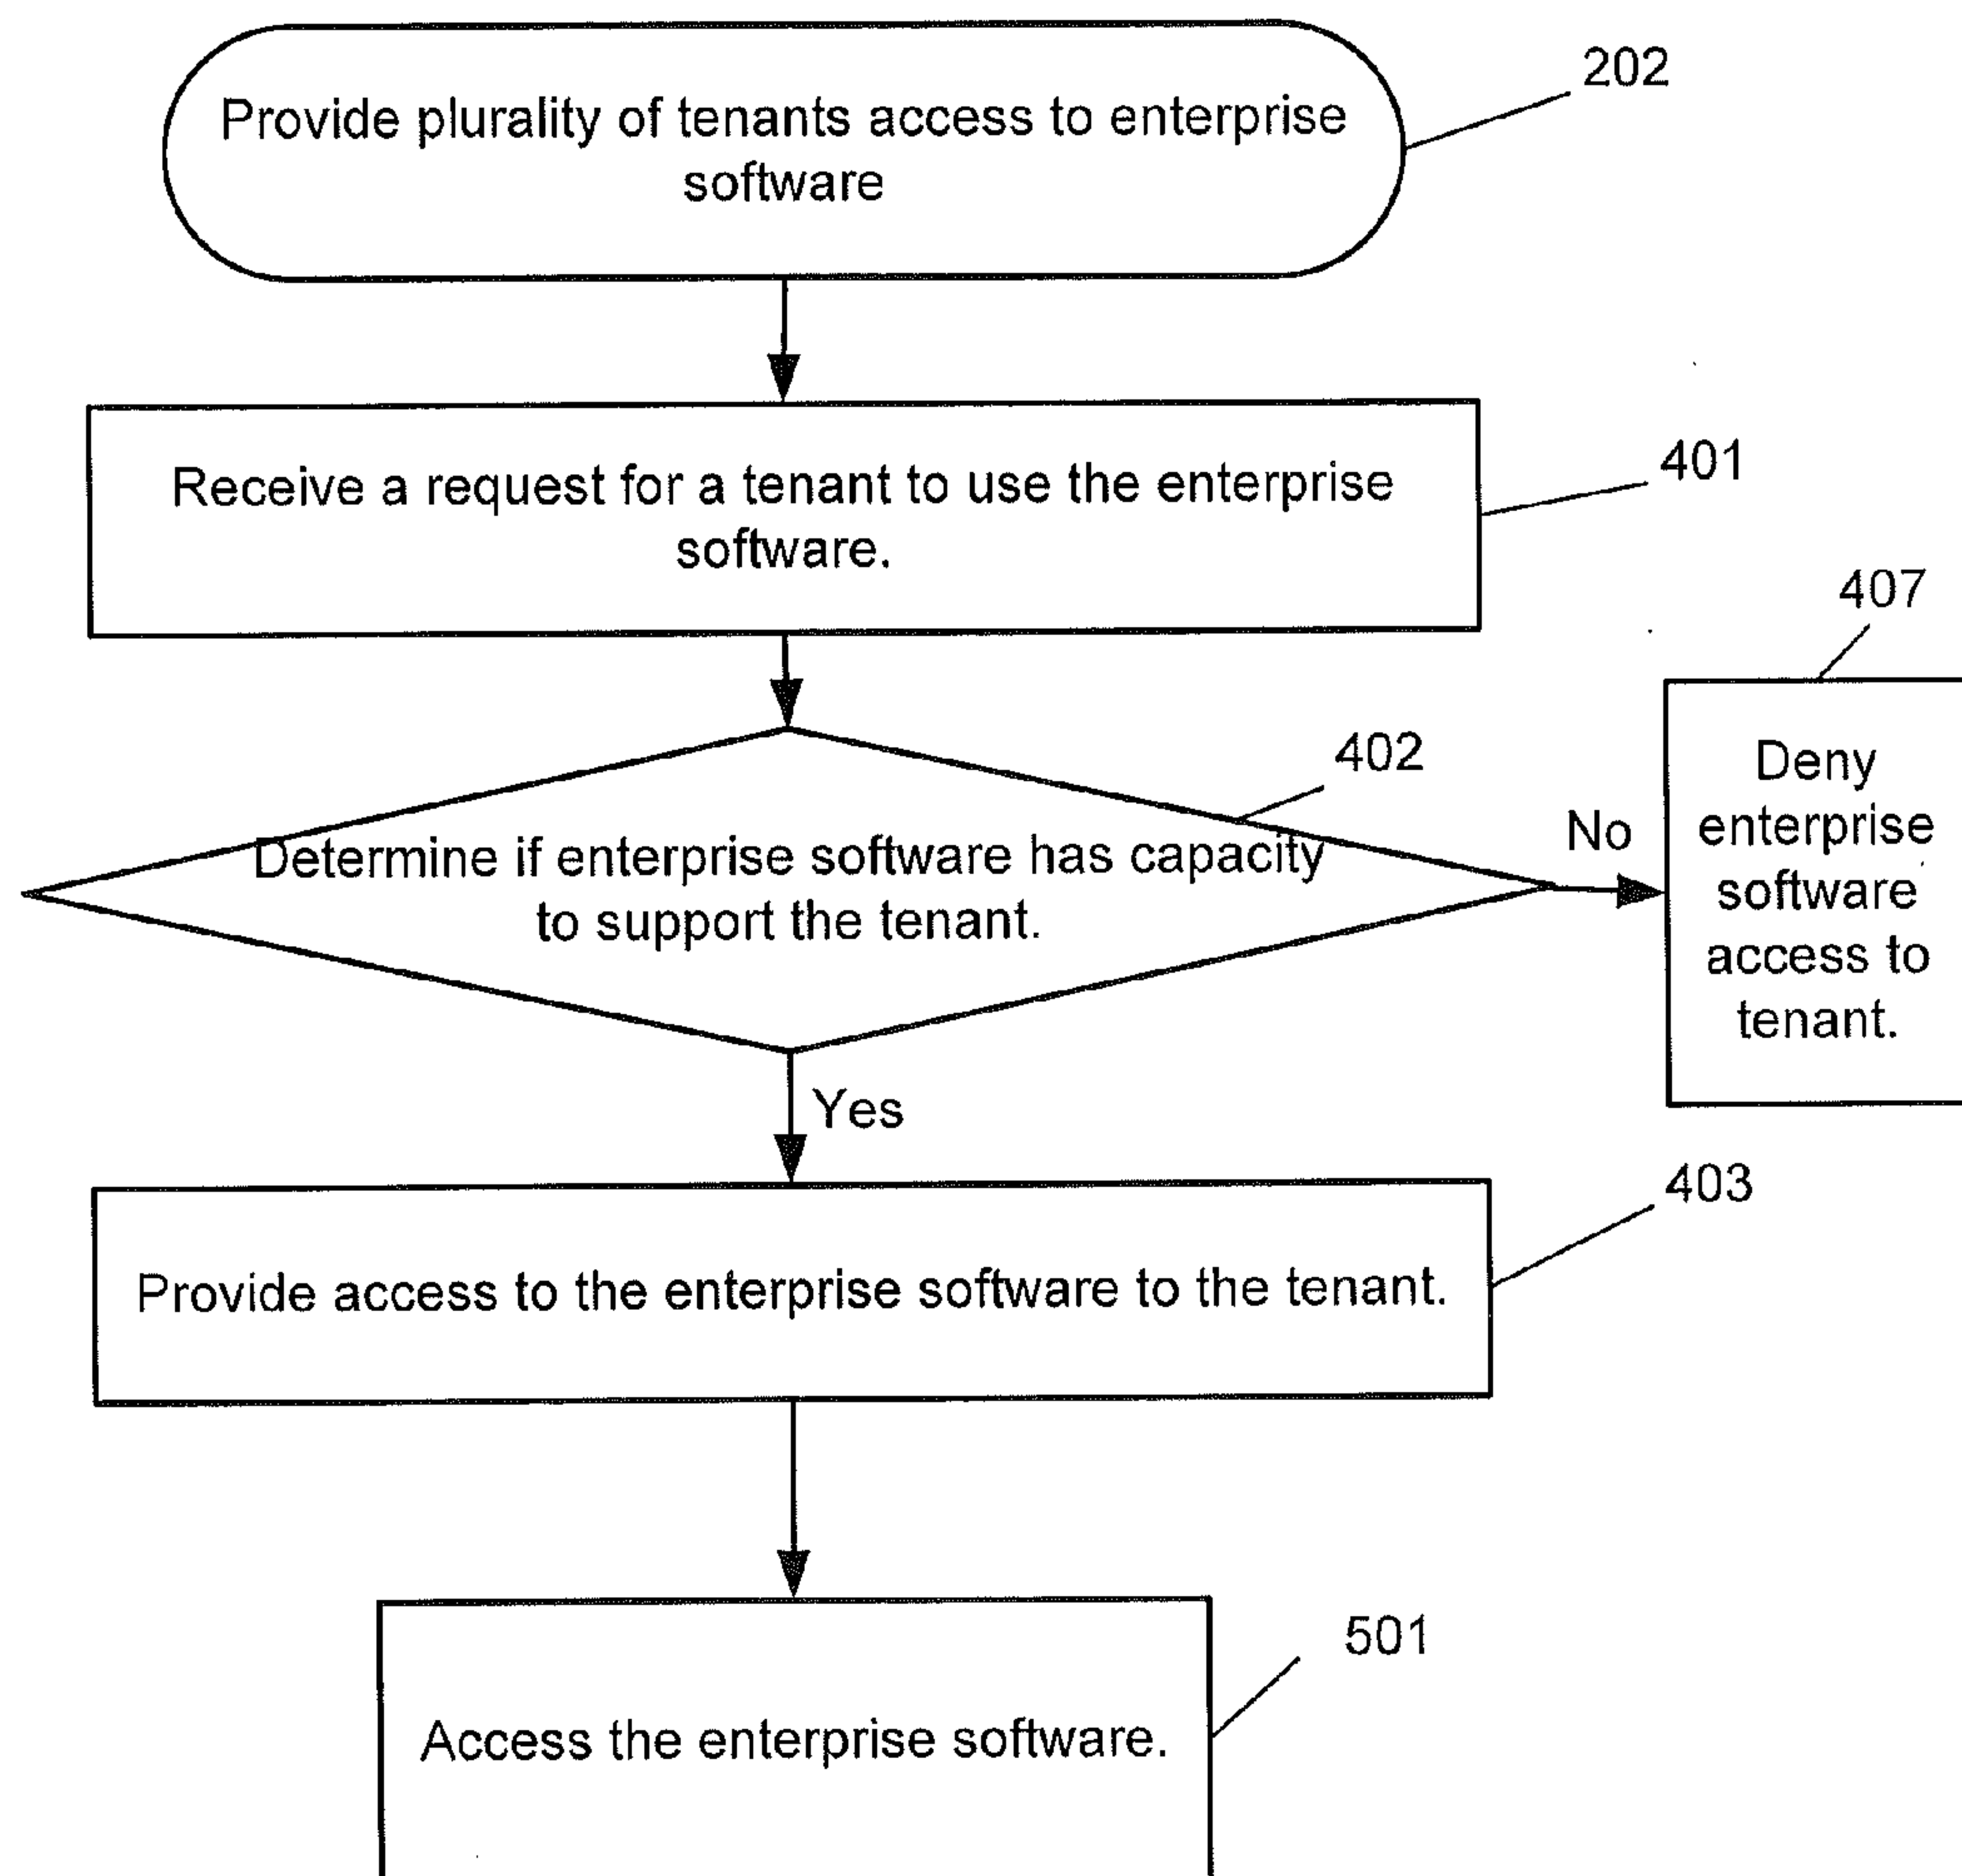 Provide plurality of tenants access to enterprise
software
202
Receive a request for a tenant to use the enterprise
software.
401
407
402
Determine if enterprise software has capacity
to support the tenant.
No
Deny
enterprise
software
access to
tenant.
Yes
403
Provide access to the enterprise software to the tenant.
501
Access the enterprise software.